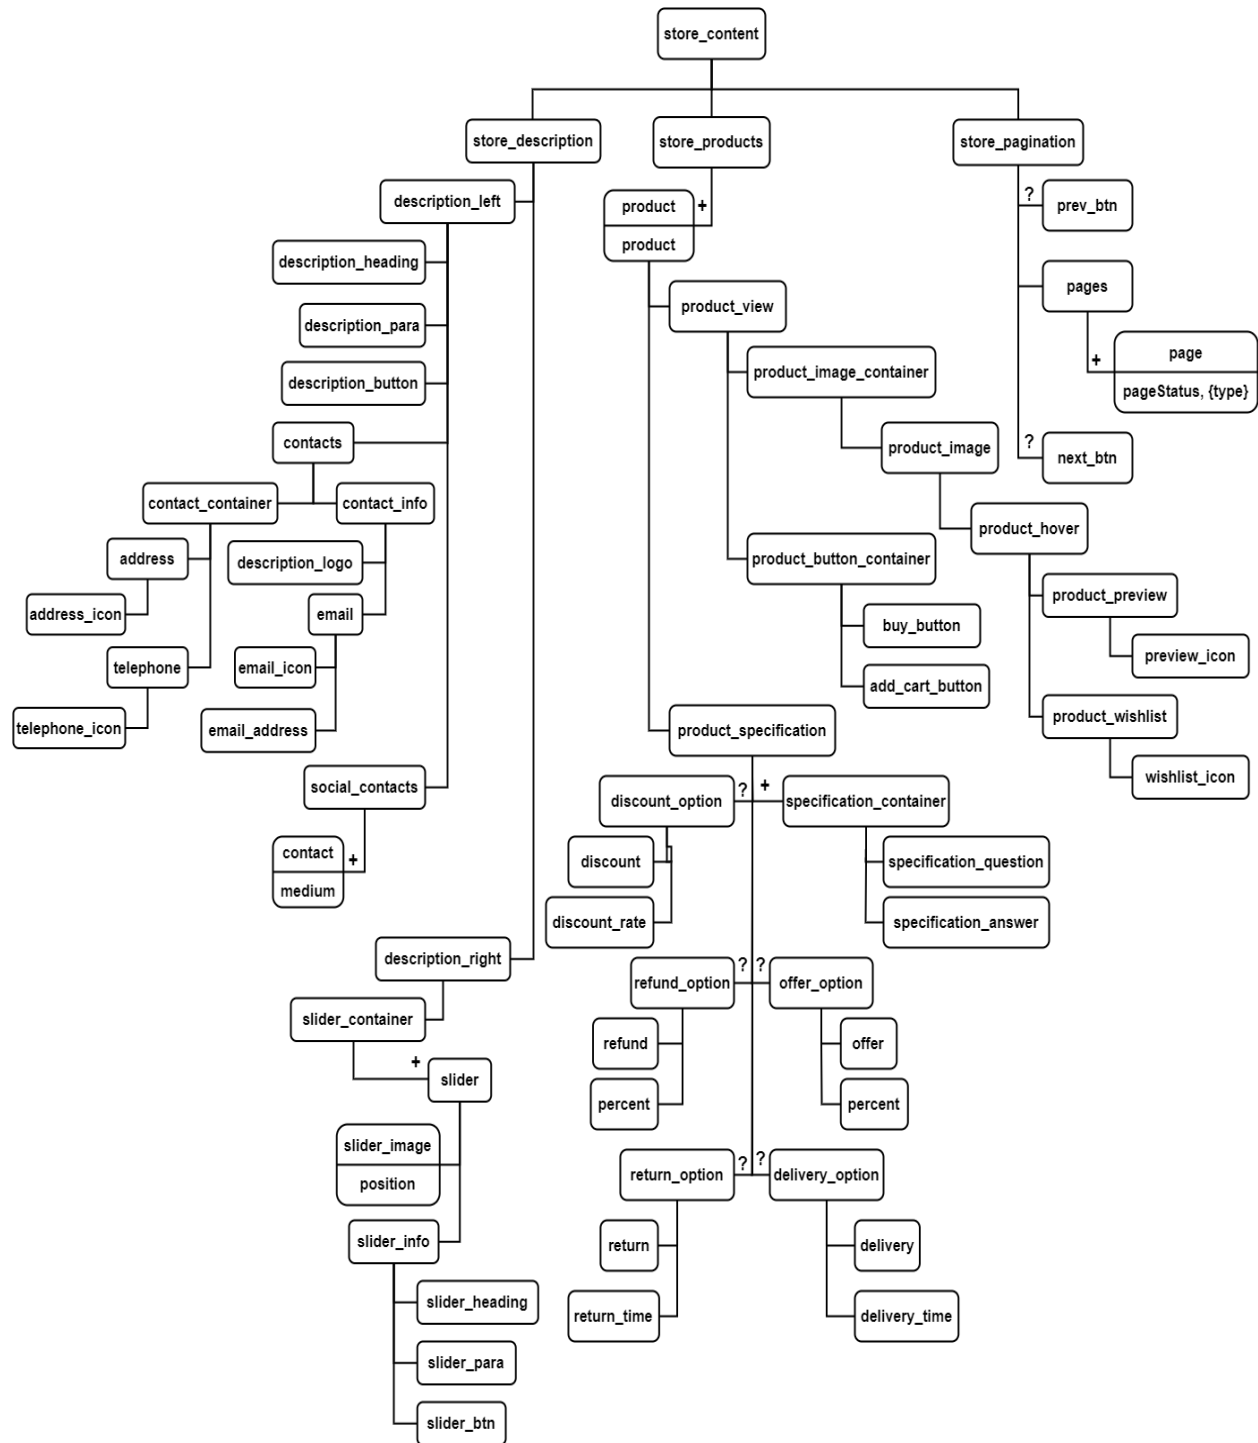 store_content
store_description
store_products
store_pagination
description_left
description_heading
description_para
description_button
contacts
contact_container
contact_info
address
description_logo
address_icon
email
telephone
email_icon
telephone_icon
email_address
social_contacts
contact
+
medium
description_right
slider_container
+
slider
slider_image
position
slider_info
slider_heading
slider_para
slider_btn
product
+
product
product_view
product_image_container
product_image
product_hover
product_button_container
product_preview
buy_button
preview_icon
add_cart_button
product_wishlist
wishlist_icon
product_specification
discount_option
?
+
specification_container
discount
specification_question
discount_rate
specification_answer
refund_option
?
?
offer_option
refund
offer
percent
percent
return_option
?
?
delivery_option
return
delivery
return_time
delivery_time
?
prev_btn
pages
+
page
pageStatus, {type}
?
next_btn